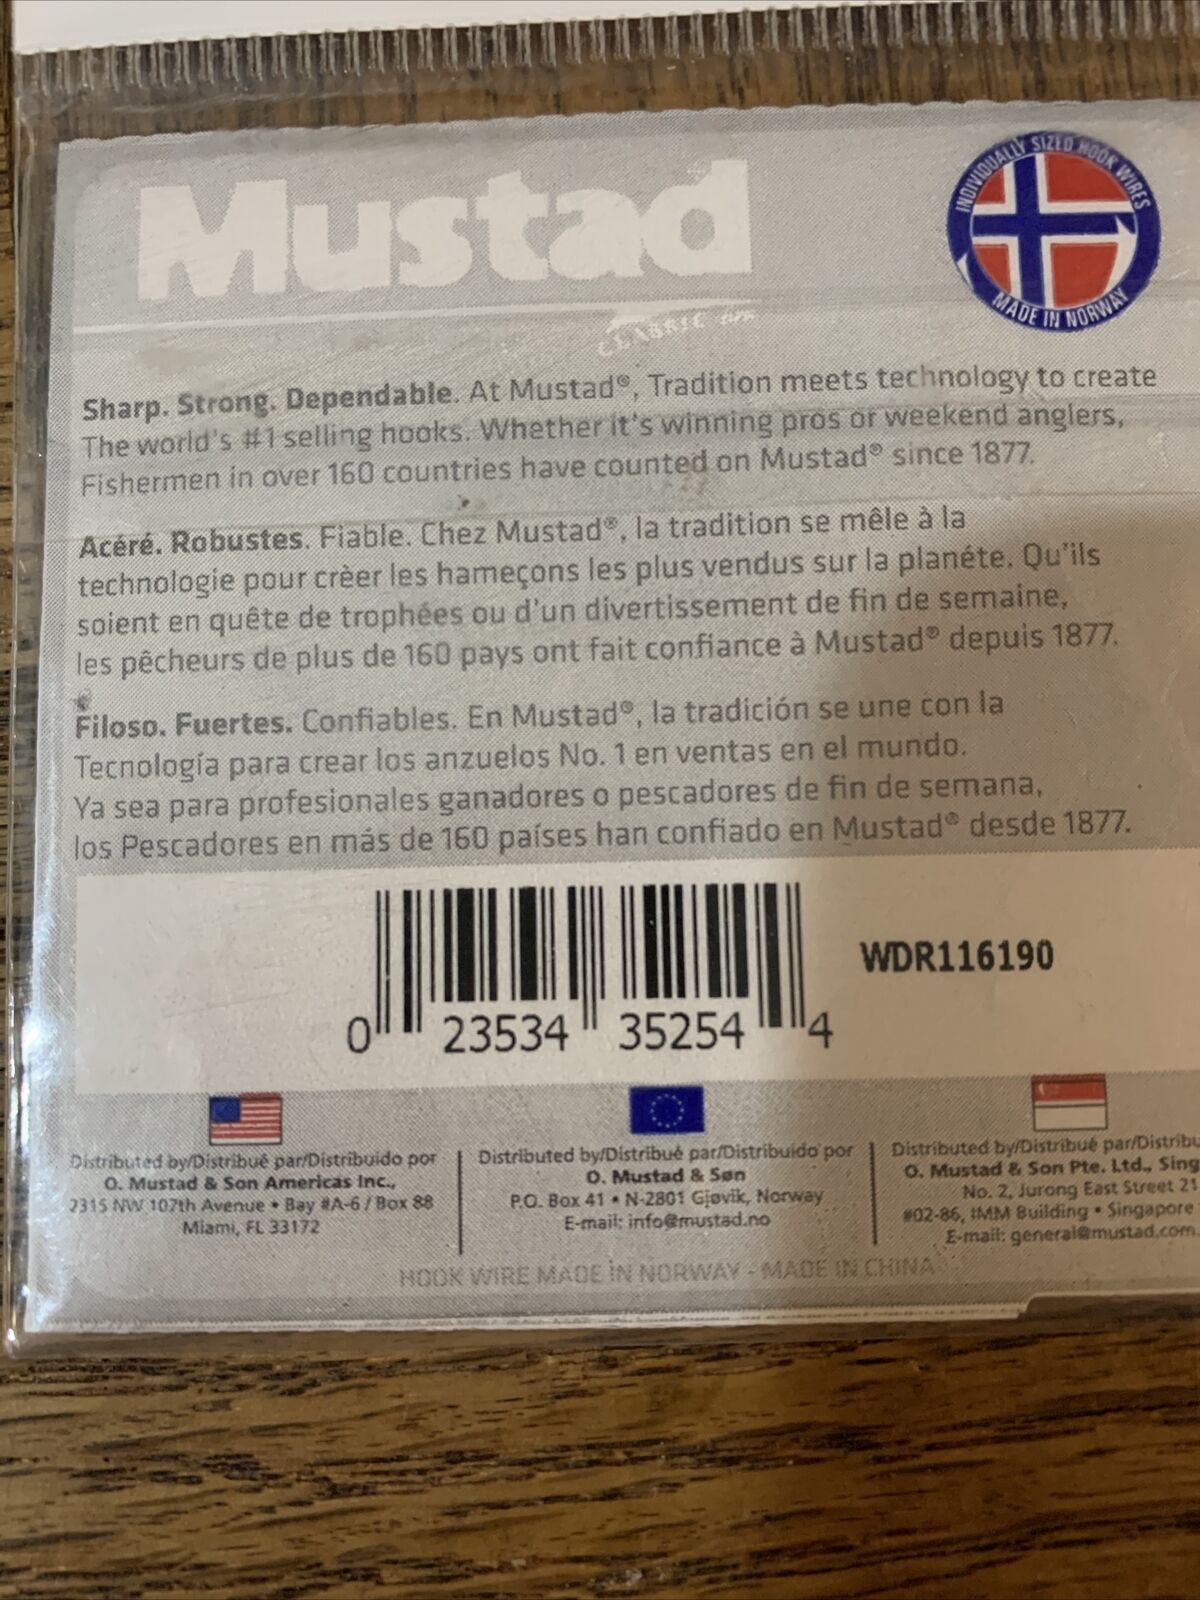 Mustad
CLASSIC
INDIVIDUALLY SIZED HOOK WIRES
MADE IN NORWAY
Sharp. Strong. Dependable. At Mustad®, Tradition meets technology to create
The world's #1 selling hooks. Whether it's winning pros or weekend anglers,
Fishermen in over 160 countries have counted on Mustad® since 1877.
Acéré. Robustes. Fiable. Chez Mustad®, la tradition se mêle à la
technologie pour crèer les hameçons les plus vendus sur la planéte. Qu'ils
soient en quête de trophées ou d'un divertissement de fin de semaine,
les pêcheurs de plus de 160 pays ont fait confiance à Mustad® depuis 1877.
Filoso. Fuertes. Confiables. En Mustad®, la tradición se une con la
Tecnología para crear los anzuelos No. 1 en ventas en el mundo.
Ya sea para profesionales ganadores o pescadores de fin de semana,
los Pescadores en más de 160 países han confiado en Mustad® desde 1877.
WDR116190
0 23534 35254 4
Distributed by/Distribué par/Distribuido por
O. Mustad & Son Americas Inc.,
2315 NW 107th Avenue • Bay #A-6 / Box 88
Miami, FL 33172
Distributed by/Distribué par/Distribuido por
O. Mustad & Søn
P.O. Box 41 • N-2801 Gjøvik, Norway
E-mail: info@mustad.no
Distributed by/Distribué par/Distribu
O. Mustad & Son Pte. Ltd., Sing
No. 2, Jurong East Street 21
#02-86, IMM Building • Singapore
E-mail: general@mustad.com.
HOOK WIRE MADE IN NORWAY - MADE IN CHINA